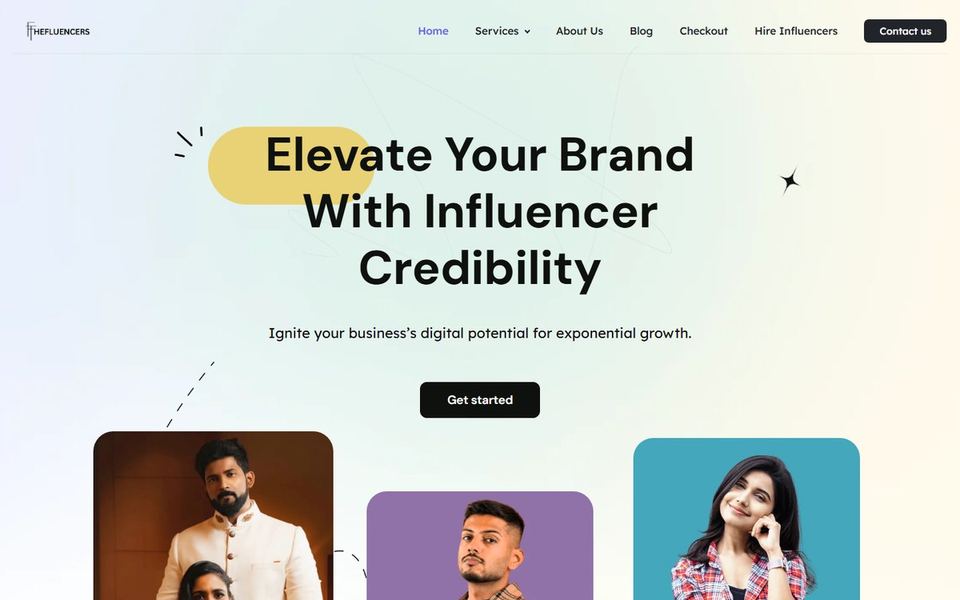 THEFLUENCERS
Home Services About Us Blog Checkout Hire Influencers Contact us
Elevate Your Brand
With Influencer
Credibility
Ignite your business’s digital potential for exponential growth.
Get started